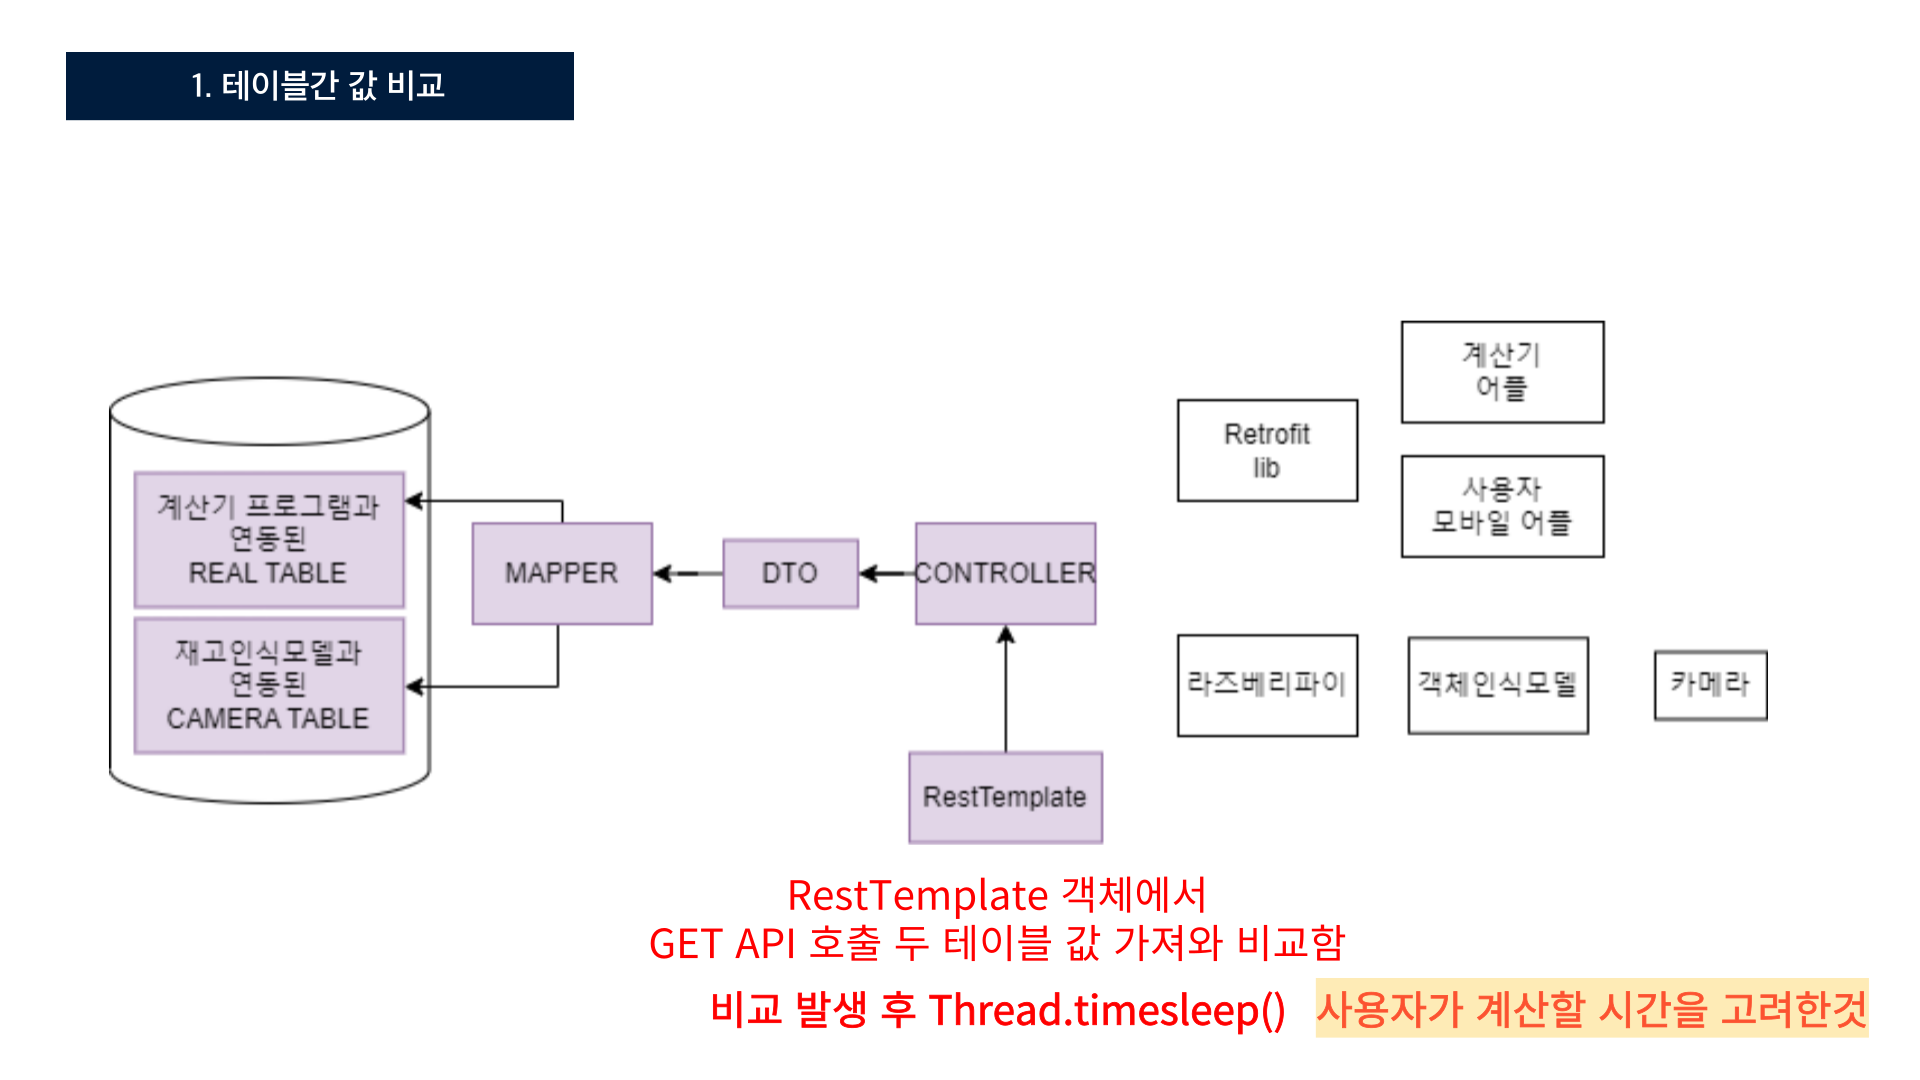 1. 테이블간 값 비교
계산기 프로그램과
연동된
REAL TABLE
재고인식모델과
연동된
CAMERA TABLE
MAPPER
DTO
CONTROLLER
RestTemplate
Retrofit
lib
계산기
어플
사용자
모바일 어플
라즈베리파이
객체인식모델
카메라
RestTemplate 객체에서
GET API 호출 두 테이블 값 가져와 비교함
비교 발생 후 Thread.timesleep() 사용자가 계산할 시간을 고려한것